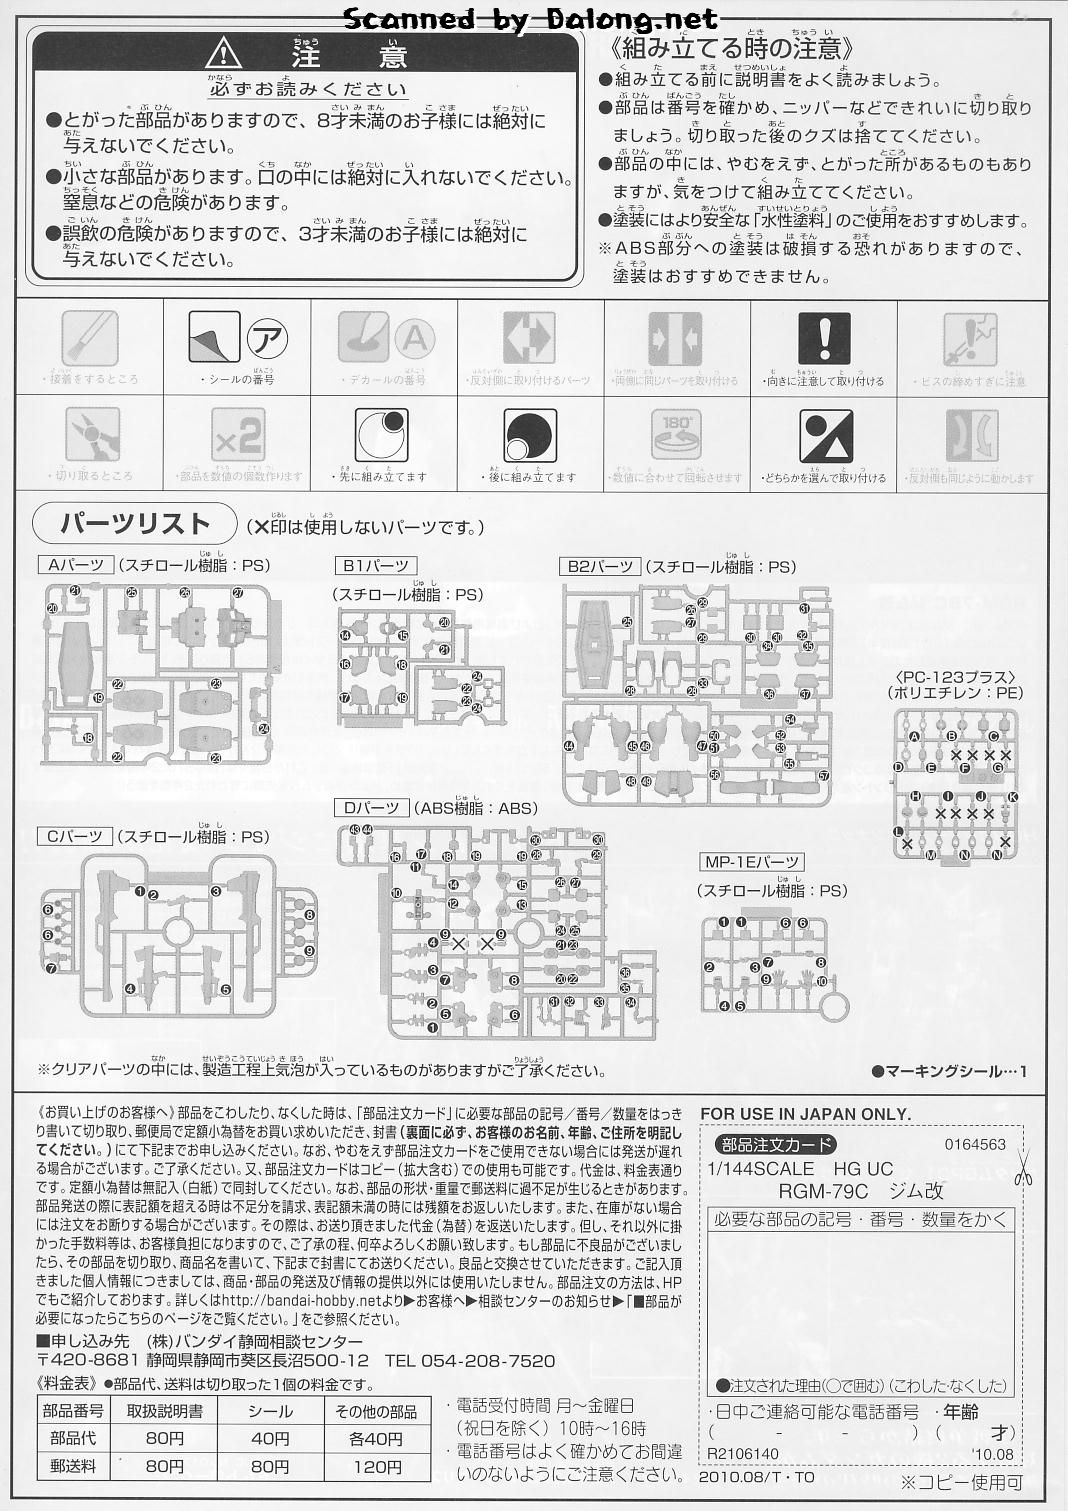 Scanned by Dalong.net
注意
必ずお読みください
●とがった部品がありますので、8才未満のお子様には絶対に
与えないでください。
●小さな部品があります。口の中には絶対に入れないでください。
窒息などの危険があります。
●誤飲の危険がありますので、3才未満のお子様には絶対に
与えないでください。
《組み立てる時の注意》
●組み立てる前に説明書をよく読みましょう。
●部品は番号を確かめ、ニッパーなどできれいに切り取り
ましょう。切り取った後のクズは捨ててください。
●部品の中には、やむをえず、とがった所があるものもあり
ますが、気をつけて組み立ててください。
●塗装にはより安全な「水性塗料」のご使用をおすすめします。
※ABS部分への塗装は破損する恐れがありますので、
塗装はおすすめできません。
ア A
・接着をするところ ・シールの番号 ・デカールの番号 ・反対側に取り付けるパーツ ・両側に同じパーツを取り付ける ・向きに注意して取り付ける ・ビスの締めすぎに注意
×2 180°
・切り取るところ ・部品を数値の個数作ります ・先に組み立てます ・後に組み立てます ・数値に合わせて回転させます ・どちらかを選んで取り付ける ・反対側も同じように動かします
パーツリスト (×印は使用しないパーツです。)
Aパーツ (スチロール樹脂：PS)
B1パーツ
(スチロール樹脂：PS)
B2パーツ (スチロール樹脂：PS)
〈PC-123プラス〉
(ポリエチレン：PE)
Cパーツ (スチロール樹脂：PS)
Dパーツ (ABS樹脂：ABS)
MP-1Eパーツ
(スチロール樹脂：PS)
※クリアパーツの中には、製造工程上気泡が入っているものがありますがご了承ください。
●マーキングシール…1
《お買い上げのお客様へ》部品をこわしたり、なくした時は、「部品注文カード」に必要な部品の記号／番号／数量をはっき
り書いて切り取り、郵便局で定額小為替をお買い求めいただき、封書(裏面に必ず、お客様のお名前、年齢、ご住所を明記し
てください。)にて下記までお申し込みください。なお、やむをえず部品注文カードをご使用できない場合には発送が遅れ
る場合がございます。ご了承ください。又、部品注文カードはコピー(拡大含む)での使用も可能です。代金は、料金表通り
です。定額小為替は無記入(白紙)で同封してください。なお、部品の形状・重量で郵送料に過不足が生じるときがあります。
部品発送の際に表記額を超える時は不足分を請求、表記額未満の時には残額をお返しいたします。また、在庫がない場合
には注文をお断りする場合がございます。その際は、お送り頂きました代金(為替)を返送いたします。但し、それ以外に掛
かった手数料等は、お客様負担になりますので、ご了承の程、何卒よろしくお願い致します。もし部品に不良品がございまし
たら、その部品を切り取り、商品名を書いて、下記まで封書にてお送りください。良品と交換させていただきます。ご記入頂
きました個人情報につきましては、商品・部品の発送及び情報の提供以外には使用いたしません。部品注文の方法は、HP
でもご紹介しております。詳しくはhttp://bandai-hobby.netより▶お客様へ▶相談センターのお知らせ▶「■部品が
必要になったらこちらのページをご覧ください。」をご参照ください。
■申し込み先 (株)バンダイ静岡相談センター
〒420-8681 静岡県静岡市葵区長沼500-12 TEL 054-208-7520
《料金表》●部品代、送料は切り取った1個の料金です。
部品番号 取扱説明書 シール その他の部品
部品代 80円 40円 各40円
郵送料 80円 80円 120円
・電話受付時間 月～金曜日
(祝日を除く) 10時～16時
・電話番号はよく確かめてお間違
いのないようにご注意ください。
FOR USE IN JAPAN ONLY.
部品注文カード 0164563
1/144SCALE HG UC
RGM-79C ジム改
必要な部品の記号・番号・数量をかく
●注文された理由(○で囲む)(こわした・なくした)
・日中ご連絡可能な電話番号 ・年齢
( - - ) ( 才)
R2106140 '10.08
2010.08/T・TO ※コピー使用可